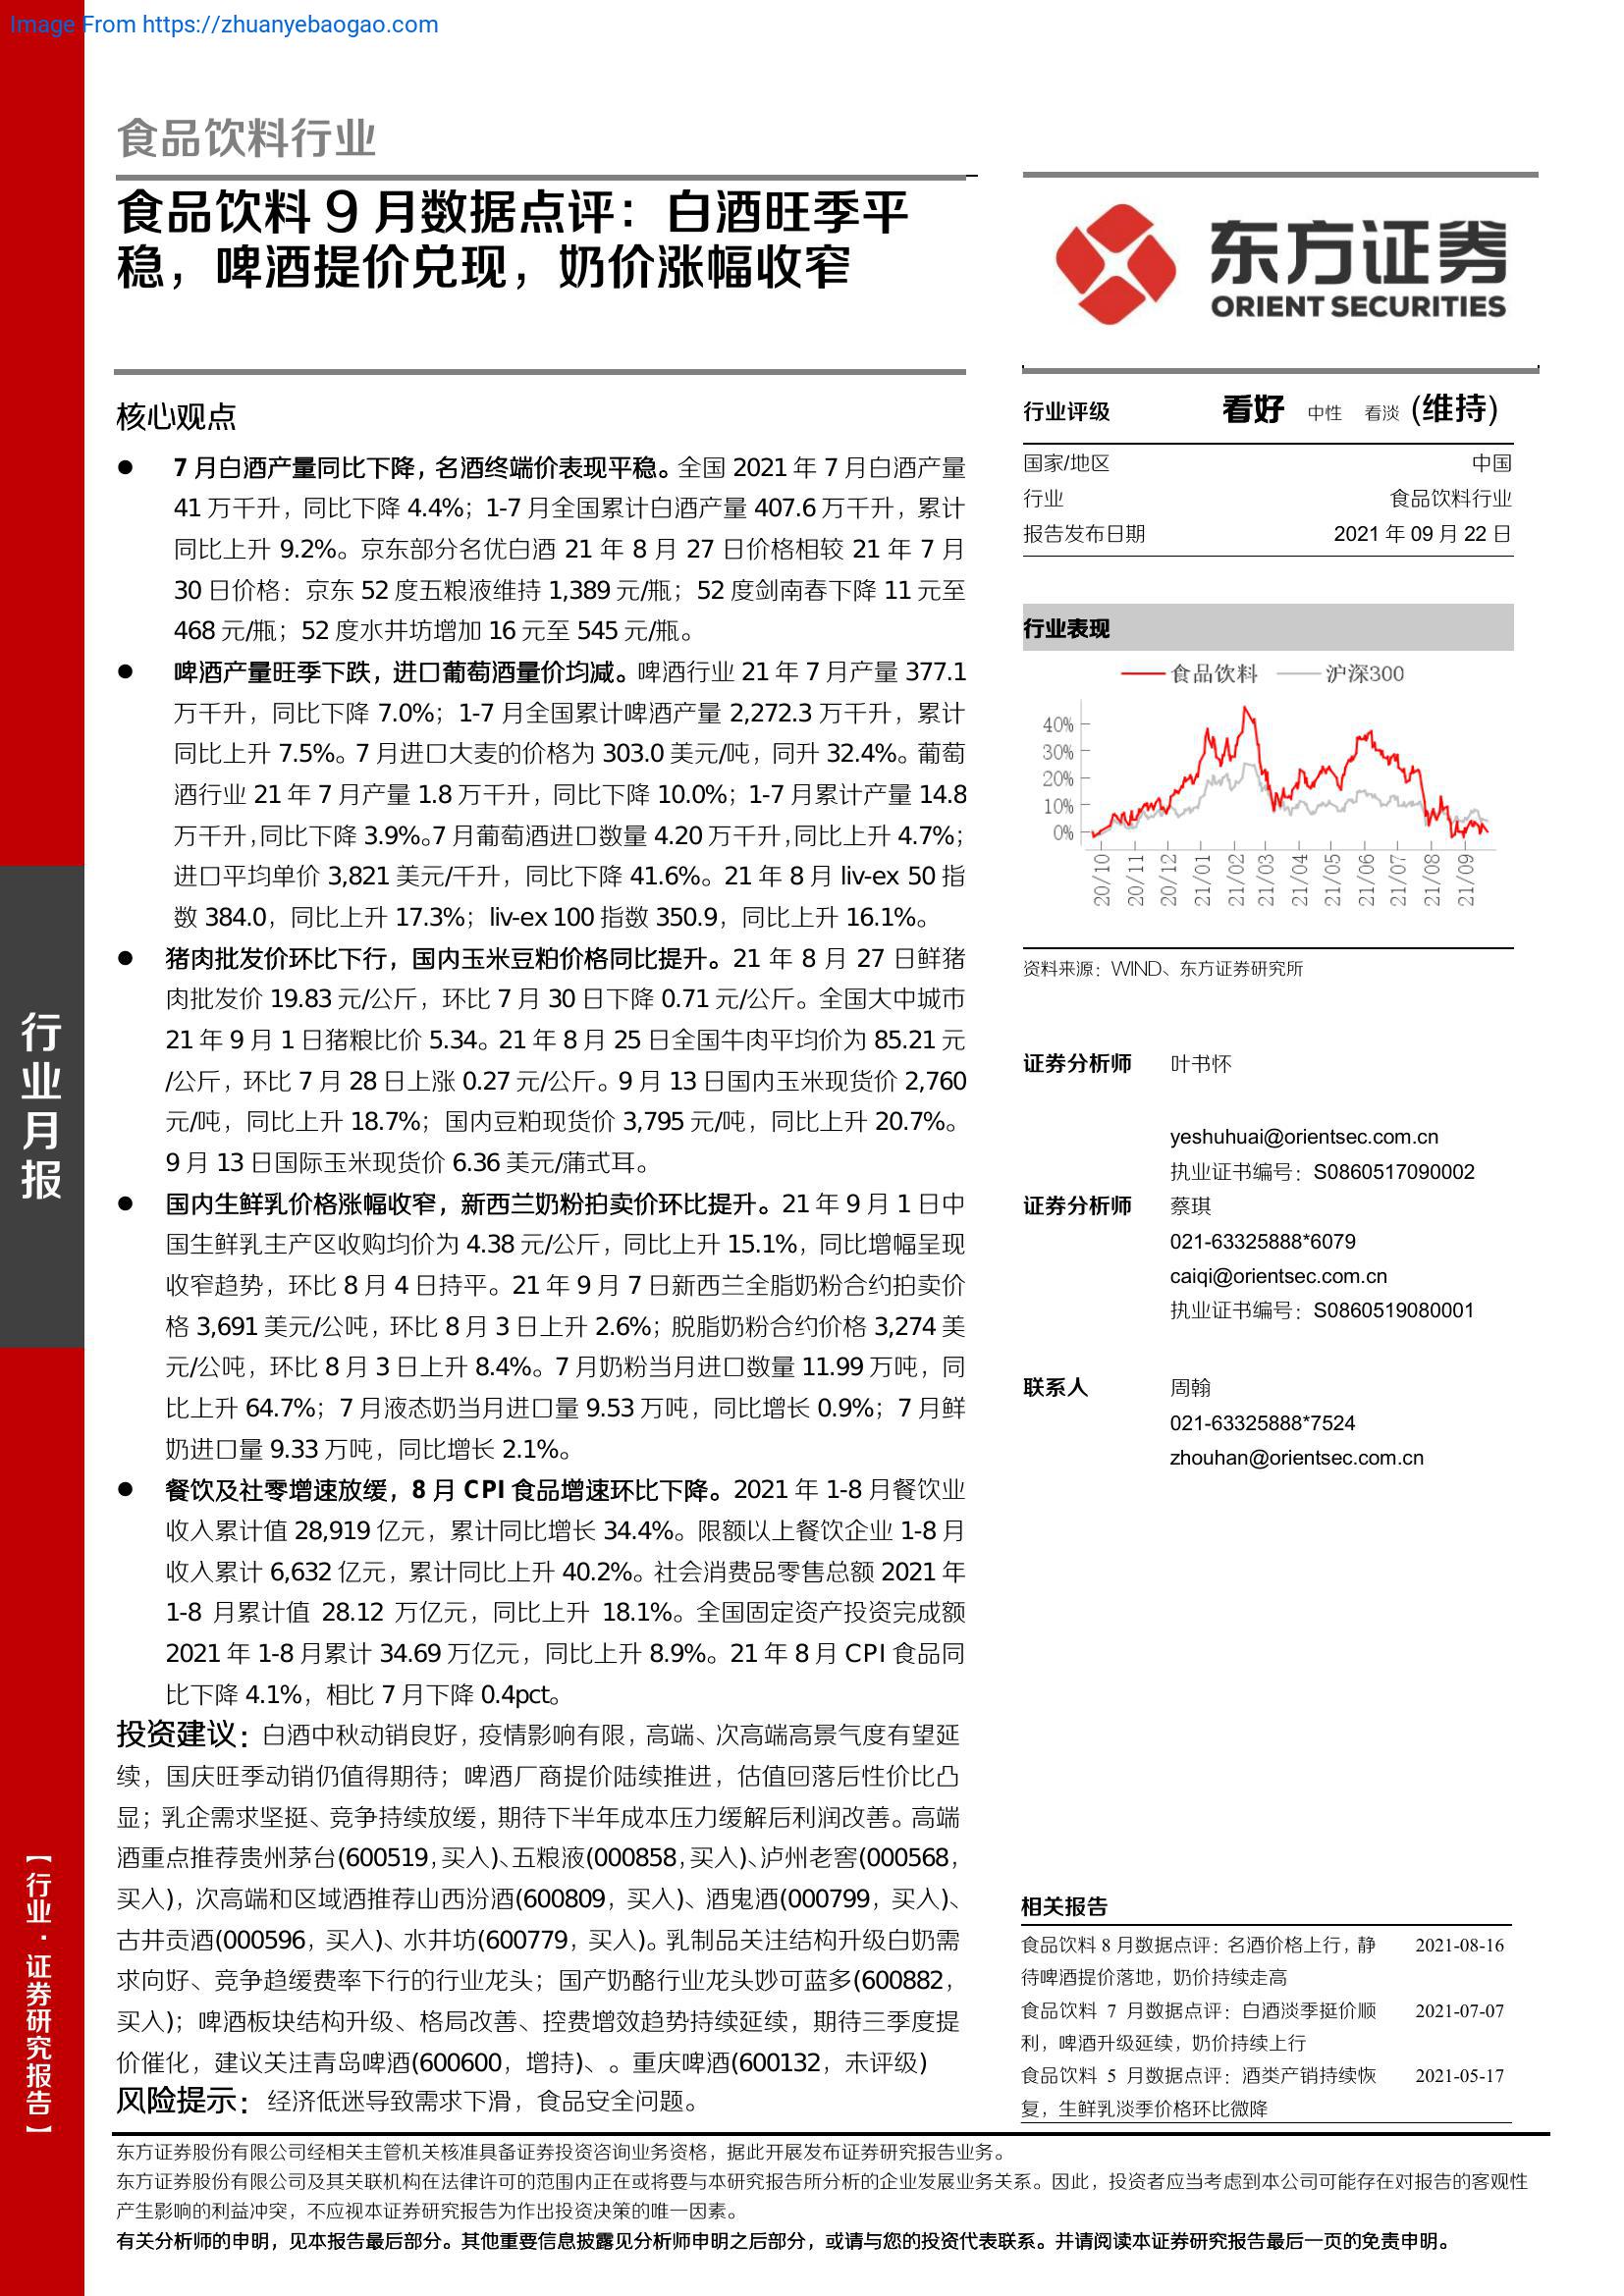 Image From https://zhuanyebaogao.com
食品饮料行业
食品饮料 9 月数据点评：白酒旺季平
稳，啤酒提价兑现，奶价涨幅收窄
东方证券
ORIENT SECURITIES
核心观点
● 7 月白酒产量同比下降，名酒终端价表现平稳。全国 2021 年 7 月白酒产量
41 万千升，同比下降 4.4%；1-7 月全国累计白酒产量 407.6 万千升，累计
同比上升 9.2%。京东部分名优白酒 21 年 8 月 27 日价格相较 21 年 7 月
30 日价格：京东 52 度五粮液维持 1,389 元/瓶；52 度剑南春下降 11 元至
468 元/瓶；52 度水井坊增加 16 元至 545 元/瓶。
● 啤酒产量旺季下跌，进口葡萄酒量价均减。啤酒行业 21 年 7 月产量 377.1
万千升，同比下降 7.0%；1-7 月全国累计啤酒产量 2,272.3 万千升，累计
同比上升 7.5%。7 月进口大麦的价格为 303.0 美元/吨，同升 32.4%。葡萄
酒行业 21 年 7 月产量 1.8 万千升，同比下降 10.0%；1-7 月累计产量 14.8
万千升，同比下降 3.9%。7 月葡萄酒进口数量 4.20 万千升，同比上升 4.7%；
进口平均单价 3,821 美元/千升，同比下降 41.6%。21 年 8 月 liv-ex 50 指
数 384.0，同比上升 17.3%；liv-ex 100 指数 350.9，同比上升 16.1%。
● 猪肉批发价环比下行，国内玉米豆粕价格同比提升。21 年 8 月 27 日鲜猪
肉批发价 19.83 元/公斤，环比 7 月 30 日下降 0.71 元/公斤。全国大中城市
21 年 9 月 1 日猪粮比价 5.34。21 年 8 月 25 日全国牛肉平均价为 85.21 元
/公斤，环比 7 月 28 日上涨 0.27 元/公斤。9 月 13 日国内玉米现货价 2,760
元/吨，同比上升 18.7%；国内豆粕现货价 3,795 元/吨，同比上升 20.7%。
9 月 13 日国际玉米现货价 6.36 美元/蒲式耳。
● 国内生鲜乳价格涨幅收窄，新西兰奶粉拍卖价环比提升。21 年 9 月 1 日中
国生鲜乳主产区收购均价为 4.38 元/公斤，同比上升 15.1%，同比增幅呈现
收窄趋势，环比 8 月 4 日持平。21 年 9 月 7 日新西兰全脂奶粉合约拍卖价
格 3,691 美元/公吨，环比 8 月 3 日上升 2.6%；脱脂奶粉合约价格 3,274 美
元/公吨，环比 8 月 3 日上升 8.4%。7 月奶粉当月进口数量 11.99 万吨，同
比上升 64.7%；7 月液态奶当月进口量 9.53 万吨，同比增长 0.9%；7 月鲜
奶进口量 9.33 万吨，同比增长 2.1%。
● 餐饮及社零增速放缓，8 月 CPI 食品增速环比下降。2021 年 1-8 月餐饮业
收入累计值 28,919 亿元，累计同比增长 34.4%。限额以上餐饮企业 1-8 月
收入累计 6,632 亿元，累计同比上升 40.2%。社会消费品零售总额 2021 年
1-8 月累计值 28.12 万亿元，同比上升 18.1%。全国固定资产投资完成额
2021 年 1-8 月累计 34.69 万亿元，同比上升 8.9%。21 年 8 月 CPI 食品同
比下降 4.1%，相比 7 月下降 0.4pct。
投资建议：白酒中秋动销良好，疫情影响有限，高端、次高端高景气度有望延
续，国庆旺季动销仍值得期待；啤酒厂商提价陆续推进，估值回落后性价比凸
显；乳企需求坚挺、竞争持续放缓，期待下半年成本压力缓解后利润改善。高端
酒重点推荐贵州茅台(600519，买入)、五粮液(000858，买入)、泸州老窖(000568，
买入)，次高端和区域酒推荐山西汾酒(600809，买入)、酒鬼酒(000799，买入)、
古井贡酒(000596，买入)、水井坊(600779，买入)。乳制品关注结构升级白奶需
求向好、竞争趋缓费率下行的行业龙头；国产奶酪行业龙头妙可蓝多(600882，
买入)；啤酒板块结构升级、格局改善、控费增效趋势持续延续，期待三季度提
价催化，建议关注青岛啤酒(600600，增持)、。重庆啤酒(600132，未评级)
风险提示：经济低迷导致需求下滑，食品安全问题。
行业评级 看好 中性 看淡 (维持)
国家/地区 中国
行业 食品饮料行业
报告发布日期 2021 年 09 月 22 日
行业表现
食品饮料 沪深300
40%
30%
20%
10%
0%
20/10 20/11 20/12 21/01 21/02 21/03 21/04 21/05 21/06 21/07 21/08 21/09
资料来源：WIND、东方证券研究所
证券分析师 叶书怀
yeshuhuai@orientsec.com.cn
执业证书编号：S0860517090002
证券分析师 蔡琪
021-63325888*6079
caiqi@orientsec.com.cn
执业证书编号：S0860519080001
联系人 周翰
021-63325888*7524
zhouhan@orientsec.com.cn
相关报告
食品饮料 8 月数据点评：名酒价格上行，静 2021-08-16
待啤酒提价落地，奶价持续走高
食品饮料 7 月数据点评：白酒淡季挺价顺 2021-07-07
利，啤酒升级延续，奶价持续上行
食品饮料 5 月数据点评：酒类产销持续恢 2021-05-17
复，生鲜乳淡季价格环比微降
行业月报
【行业·证券研究报告】
东方证券股份有限公司经相关主管机关核准具备证券投资咨询业务资格，据此开展发布证券研究报告业务。
东方证券股份有限公司及其关联机构在法律许可的范围内正在或将要与本研究报告所分析的企业发展业务关系。因此，投资者应当考虑到本公司可能存在对报告的客观性
产生影响的利益冲突，不应视本证券研究报告为作出投资决策的唯一因素。
有关分析师的申明，见本报告最后部分。其他重要信息披露见分析师申明之后部分，或请与您的投资代表联系。并请阅读本证券研究报告最后一页的免责申明。